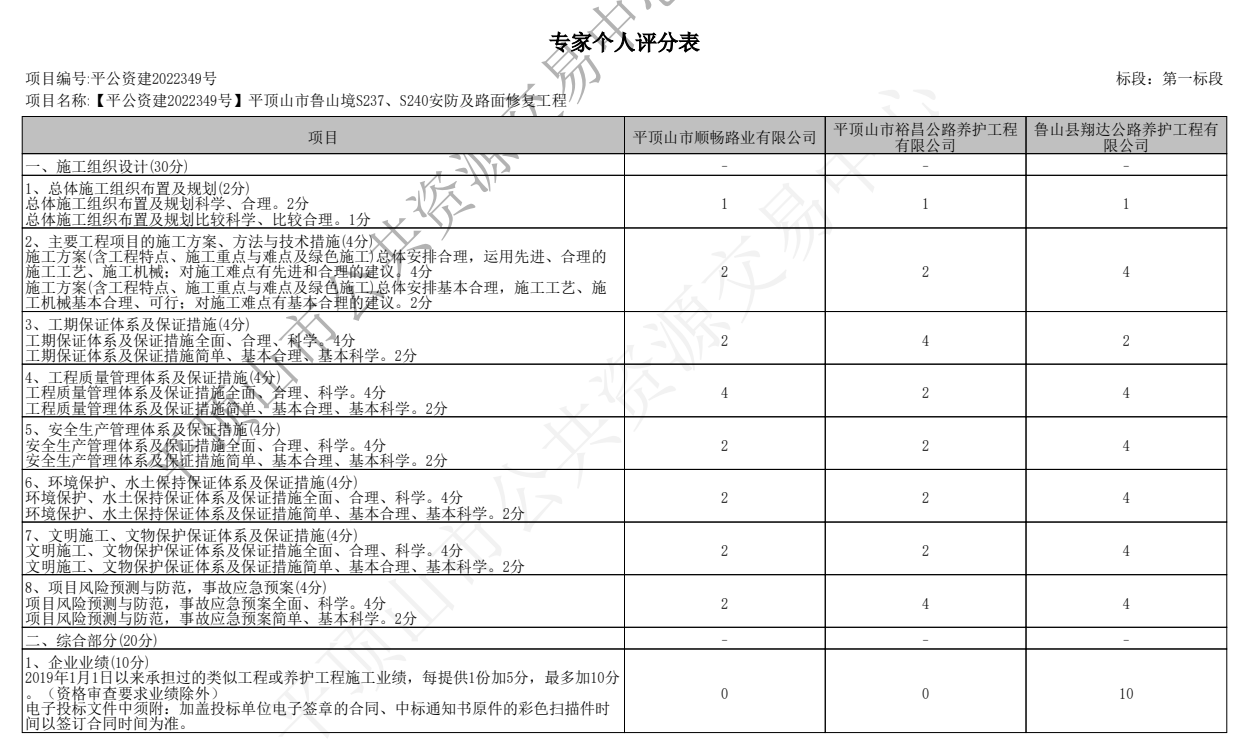 专家个人评分表
项目编号:平公资建2022349号
标段：第一标段
项目名称:【平公资建2022349号】平顶山市鲁山境S237、S240安防及路面修复工程
项目
平顶山市顺畅路业有限公司
平顶山市裕昌公路养护工程
有限公司
鲁山县翔达公路养护工程有
限公司
一、施工组织设计(30分)
-
-
-
1、总体施工组织布置及规划(2分)
总体施工组织布置及规划科学、合理。2分
总体施工组织布置及规划比较科学、比较合理。1分
1
1
1
2、主要工程项目的施工方案、方法与技术措施(4分)
施工方案(含工程特点、施工重点与难点及绿色施工)总体安排合理，运用先进、合理的
施工工艺、施工机械；对施工难点有先进和合理的建议。4分
施工方案(含工程特点、施工重点与难点及绿色施工)总体安排基本合理，施工工艺、施
工机械基本合理、可行；对施工难点有基本合理的建议。2分
2
2
4
3、工期保证体系及保证措施(4分)
工期保证体系及保证措施全面、合理、科学。4分
工期保证体系及保证措施简单、基本合理、基本科学。2分
2
4
2
4、工程质量管理体系及保证措施(4分)
工程质量管理体系及保证措施全面、合理、科学。4分
工程质量管理体系及保证措施简单、基本合理、基本科学。2分
4
2
4
5、安全生产管理体系及保证措施(4分)
安全生产管理体系及保证措施全面、合理、科学。4分
安全生产管理体系及保证措施简单、基本合理、基本科学。2分
2
2
4
6、环境保护、水土保持保证体系及保证措施(4分)
环境保护、水土保持保证体系及保证措施全面、合理、科学。4分
环境保护、水土保持保证体系及保证措施简单、基本合理、基本科学。2分
2
2
4
7、文明施工、文物保护保证体系及保证措施(4分)
文明施工、文物保护保证体系及保证措施全面、合理、科学。4分
文明施工、文物保护保证体系及保证措施简单、基本合理、基本科学。2分
2
2
4
8、项目风险预测与防范，事故应急预案(4分)
项目风险预测与防范，事故应急预案全面、科学。4分
项目风险预测与防范，事故应急预案简单、基本科学。2分
2
4
4
二、综合部分(20分)
-
-
-
1、企业业绩(10分)
2019年1月1日以来承担过的类似工程或养护工程施工业绩，每提供1份加5分，最多加10分
。（资格审查要求业绩除外）
电子投标文件中须附：加盖投标单位电子签章的合同、中标通知书原件的彩色扫描件时
间以签订合同时间为准。
0
0
10
平顶山市公共资源交易中心
平顶山市公共资源交易中心